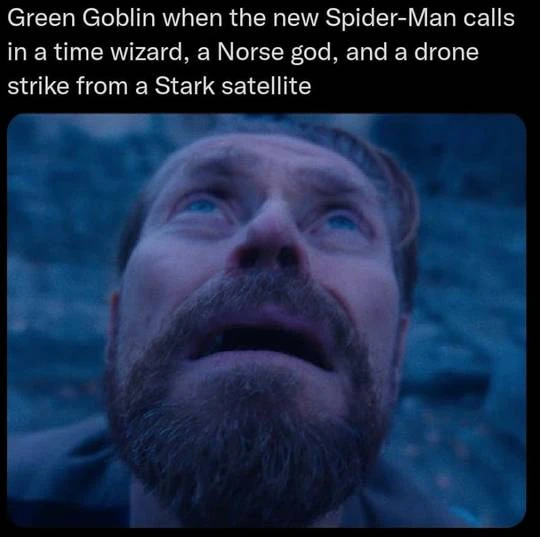 Green Goblin when the new Spider-Man calls
in a time wizard, a Norse god, and a drone
strike from a Stark satellite